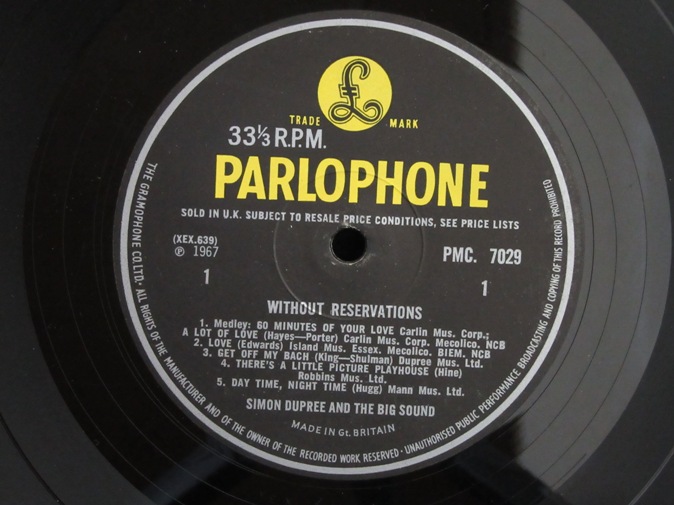 £
TRADE MARK
33⅓ R.P.M.
PARLOPHONE
SOLD IN U.K. SUBJECT TO RESALE PRICE CONDITIONS, SEE PRICE LISTS
(XEX.639)
℗ 1967
PMC. 7029
1
1
WITHOUT RESERVATIONS
1. Medley: 60 MINUTES OF YOUR LOVE Carlin Mus. Corp.;
A LOT OF LOVE (Hayes—Porter) Carlin Mus. Corp. Mecolico. NCB
2. LOVE (Edwards) Island Mus. Essex. Mecolico. BIEM. NCB
3. GET OFF MY BACH (King—Shulman) Dupree Mus. Ltd.
4. THERE'S A LITTLE PICTURE PLAYHOUSE (Hine)
Robbins Mus. Ltd.
5. DAY TIME, NIGHT TIME (Hugg) Mann Mus. Ltd.
SIMON DUPREE AND THE BIG SOUND
MADE IN Gt. BRITAIN
THE GRAMOPHONE CO. LTD. · ALL RIGHTS OF THE MANUFACTURER AND OF THE OWNER OF THE RECORDED WORK RESERVED · UNAUTHORISED PUBLIC PERFORMANCE BROADCASTING AND COPYING OF THIS RECORD PROHIBITED